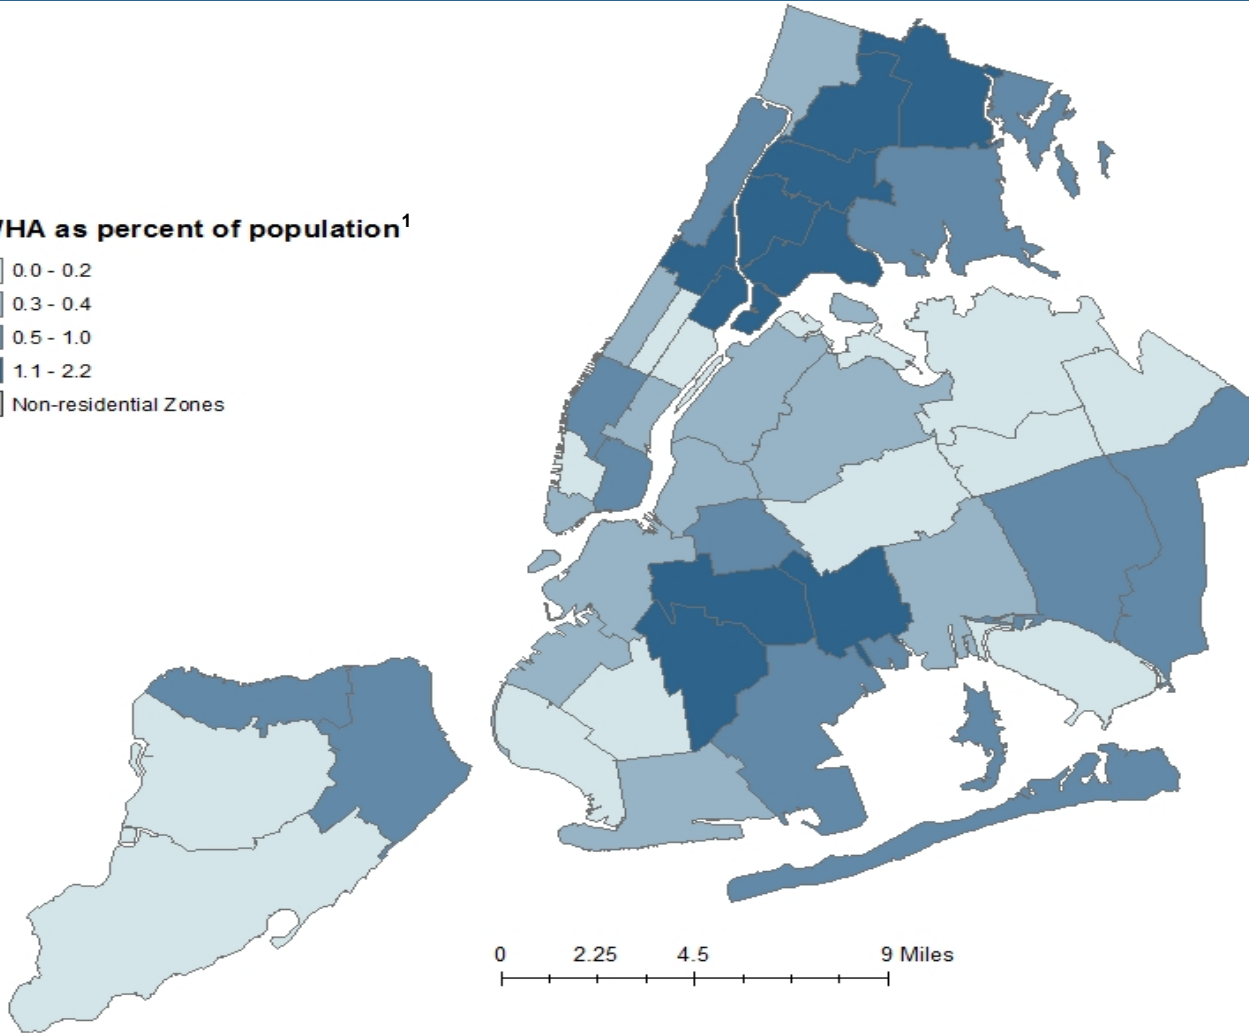 /HA as percent of population¹
0.0 - 0.2
0.3 - 0.4
0.5 - 1.0
1.1 - 2.2
Non-residential Zones
0 2.25 4.5 9 Miles